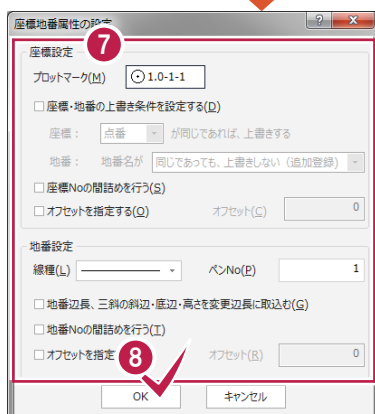 座標地番属性の設定
7
座標設定
プロットマーク(M) 1.0-1-1
座標・地番の上書き条件を設定する(D)
座標： 点番 が同じであれば、上書きする
地番： 地番名が 同じであっても、上書きしない（追加登録）
座標Noの間詰めを行う(S)
オフセットを指定する(O) オフセット(C) 0
地番設定
線種(L) ペンNo(P) 1
地番辺長、三斜の斜辺・底辺・高さを変更辺長に取込む(G)
地番Noの間詰めを行う(T)
オフセットを指定 8 オフセット(R) 0
OK キャンセル